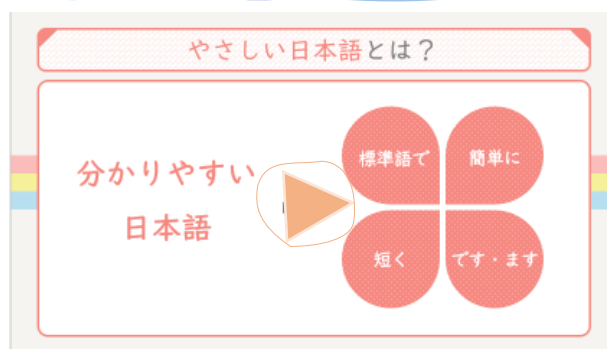 やさしい日本語とは？
分かりやすい
日本語
標準語で
簡単に
短く
です・ます